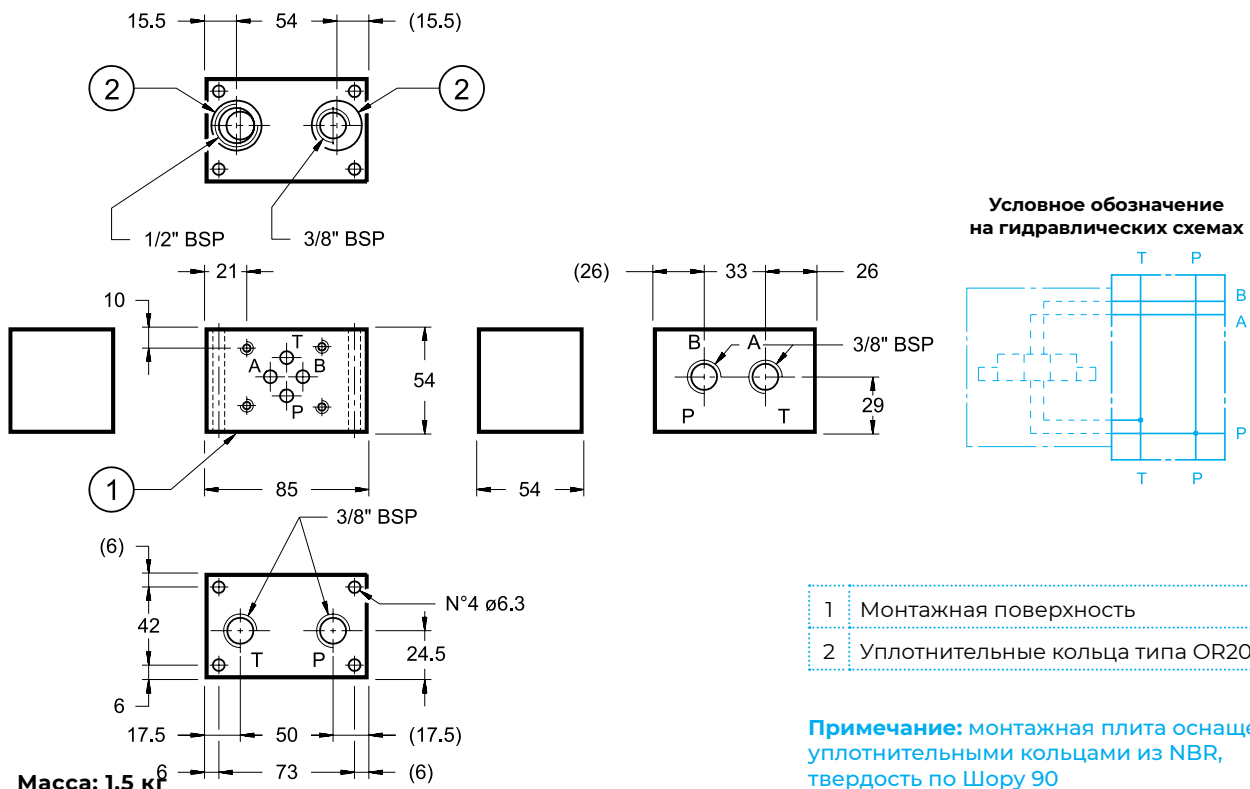 15.5 54 (15.5)
2 2
1/2" BSP 3/8" BSP
21
10
T
A B
P
54
1
85
54
(26) 33 26
B A
3/8" BSP
P T
29
3/8" BSP
(6)
N°4 ø6.3
42
T P
24.5
6
17.5 50 (17.5)
6 73 (6)
Масса: 1.5 кг
Условное обозначение
на гидравлических схемах
T P
B
A
P
T P
1 Монтажная поверхность
2 Уплотнительные кольца типа
Примечание: монтажная плита
уплотнительными кольцами из NBR,
твердость по Шору 90